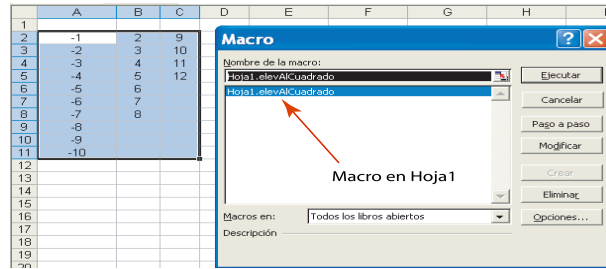 A B C D E F G H
1
2 -1 2 9
3 -2 3 10
4 -3 4 11
5 -4 5 12
6 -5 6
7 -6 7
8 -7 8
9 -8
10 -9
11 -10
12
13
14
15
16
17
18
19
20
Macro
Nombre de la macro:
Hoja1.elevAlCuadrado
Hoja1.elevAlCuadrado
Macro en Hoja1
Macros en: Todos los libros abiertos
Descripción
Ejecutar
Cancelar
Paso a paso
Modificar
Crear
Eliminar
Opciones...